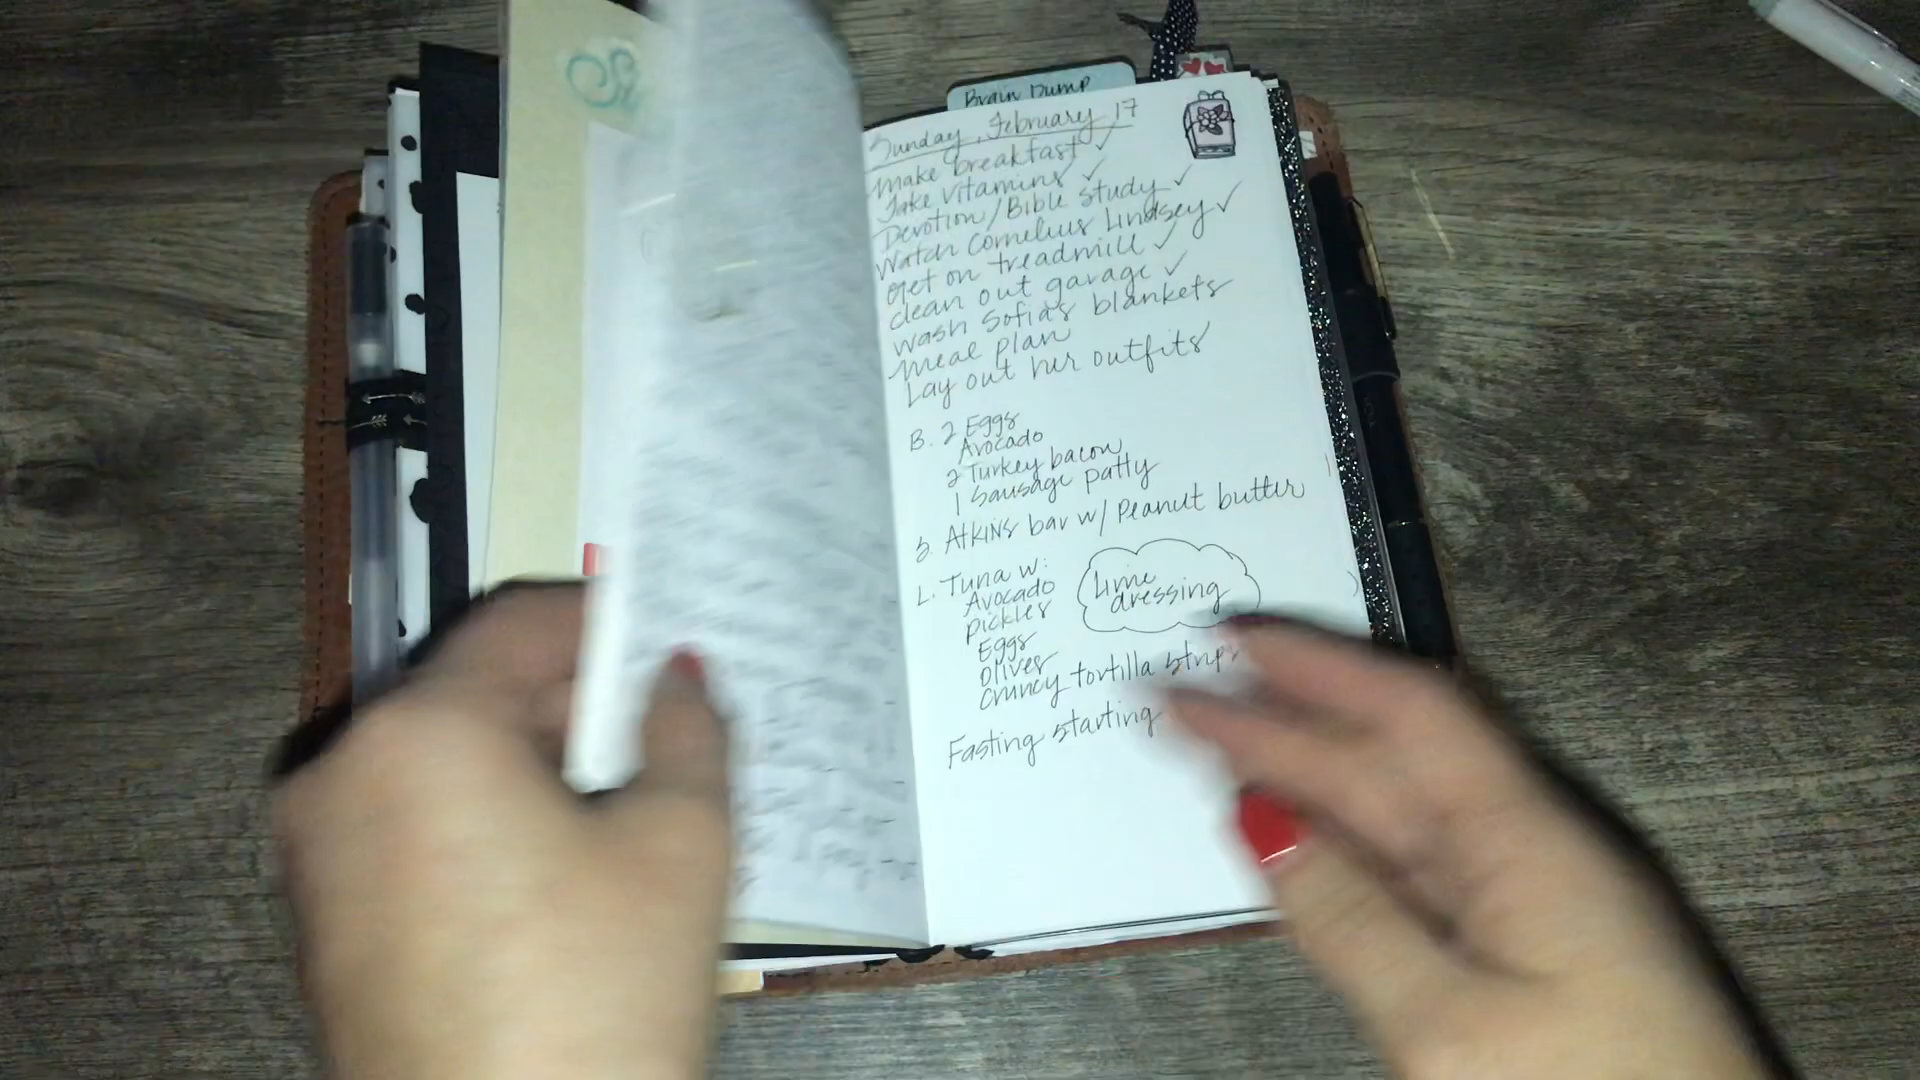 Brain Dump
Sunday, February 17
Make breakfast ✓
Take vitamins ✓
Devotion/Bible Study ✓
Watch Cornelius Lindsey ✓
Get on treadmill ✓
clean out garage ✓
wash Sofia's blankets
Meal plan
Lay out her outfits
B. 2 Eggs
Avocado
2 Turkey bacon
1 Sausage patty
S. Atkins bar w/ Peanut butter
L. Tuna w:
Avocado
Pickles
Eggs
Olives
Lime
dressing
tortilla strips
Fasting starting